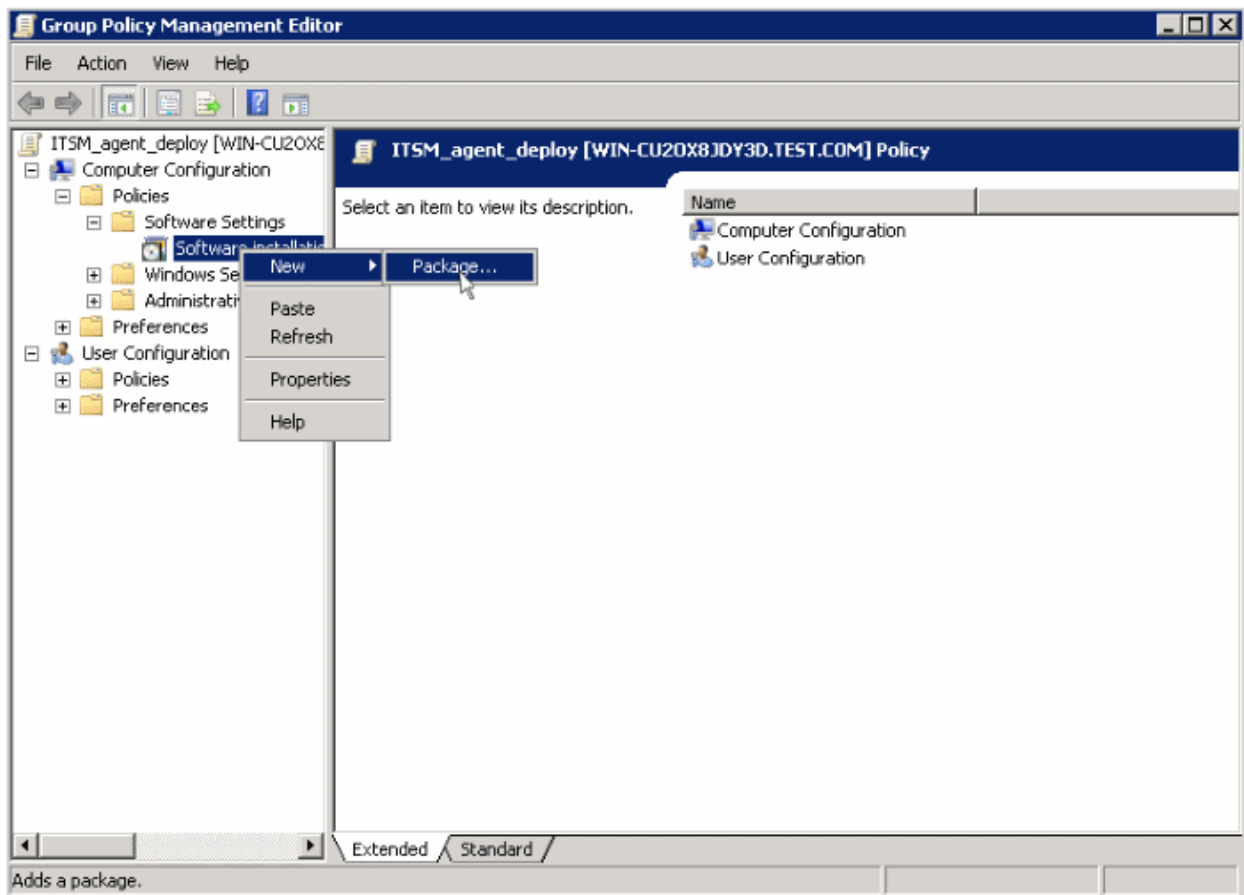 Group Policy Management Editor
File Action View Help
ITSM_agent_deploy [WIN-CU2OX8
Computer Configuration
Policies
Software Settings
Software installatio
Windows Se
Administrati
Preferences
User Configuration
Policies
Preferences
New
Package...
Paste
Refresh
Properties
Help
ITSM_agent_deploy [WIN-CU2OX8JDY3D.TEST.COM] Policy
Select an item to view its description.
Name
Computer Configuration
User Configuration
Extended Standard
Adds a package.